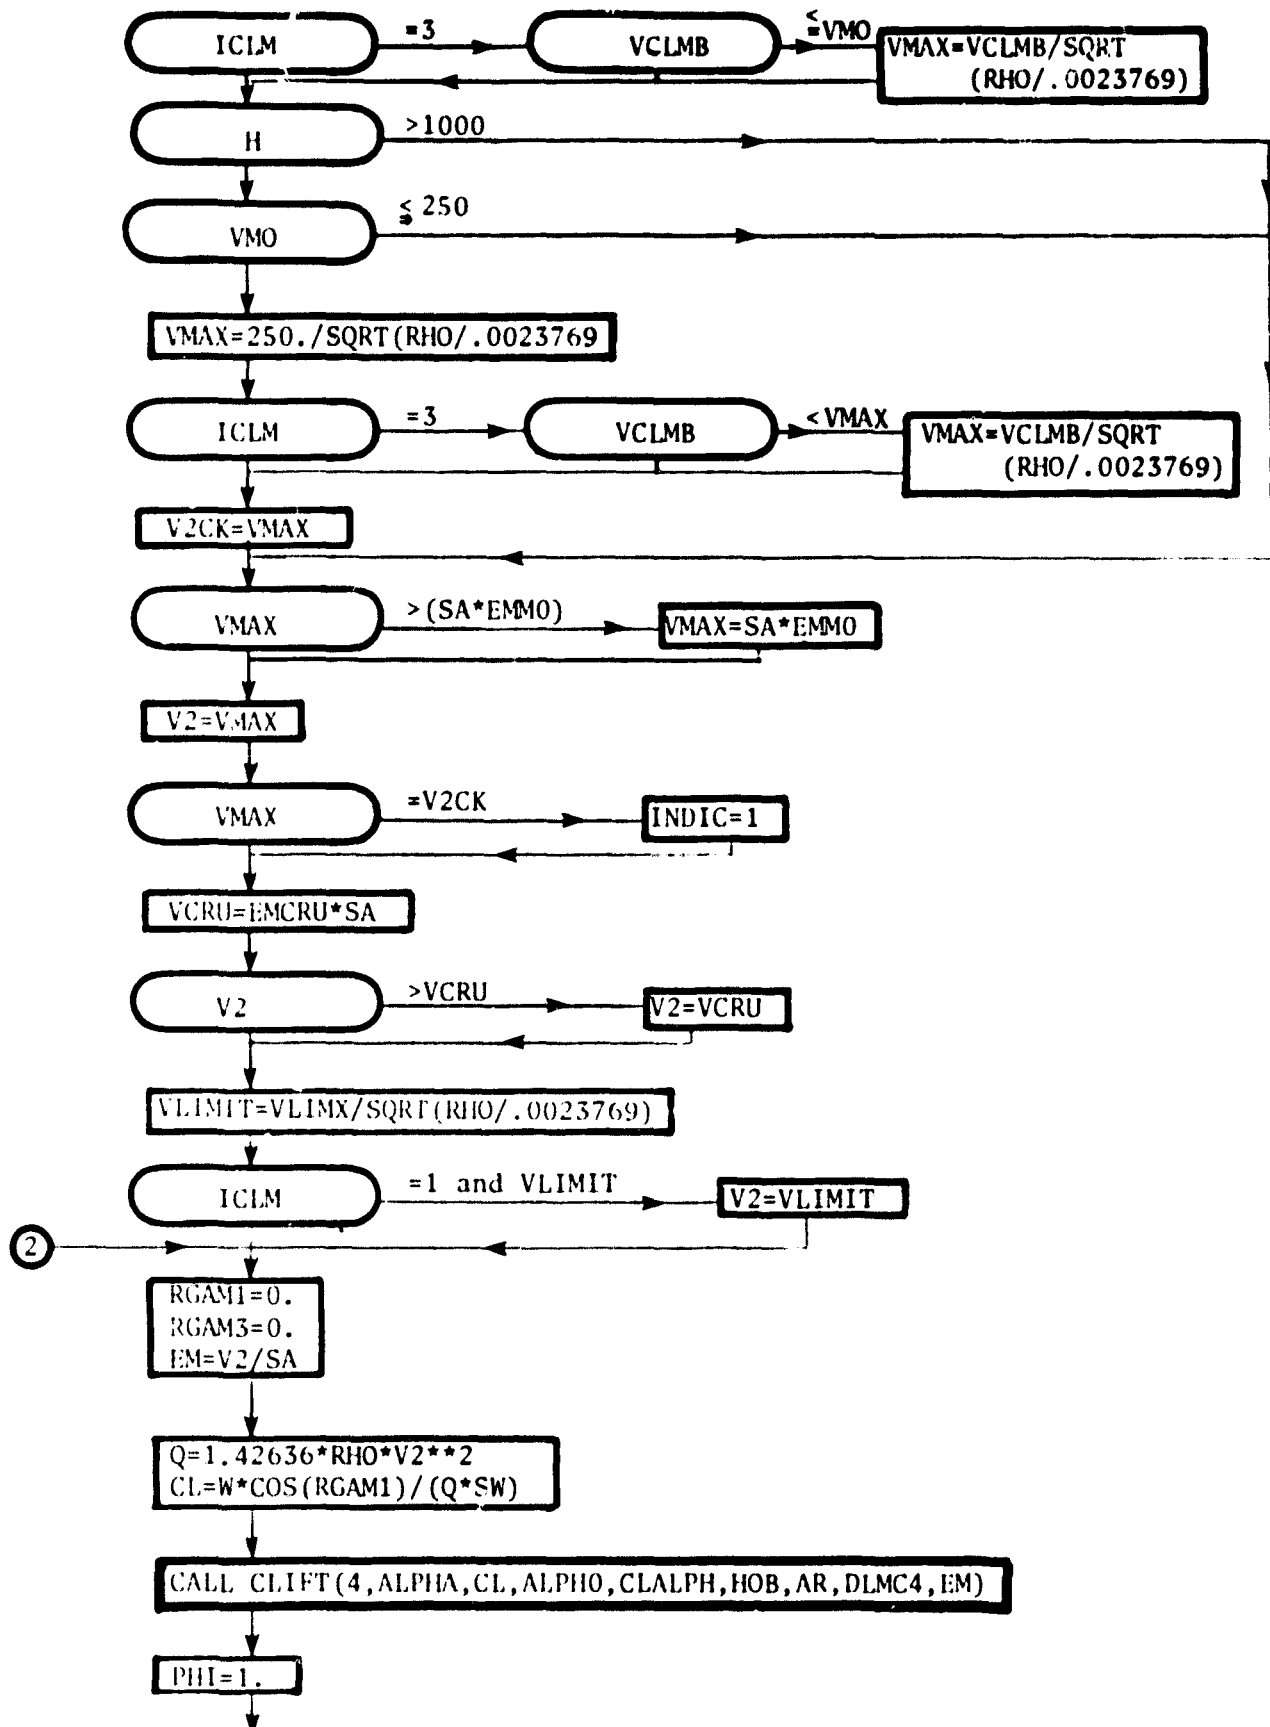 ICLM =3 VCLMB ≤=VMO VMAX=VCLMB/SQRT
(RHO/.0023769)
H >1000
VMO ≤ 250
VMAX=250./SQRT(RHO/.0023769
ICLM =3 VCLMB <VMAX VMAX=VCLMB/SQRT
(RHO/.0023769)
V2CK=VMAX
VMAX >(SA*EMMO) VMAX=SA*EMMO
V2=VMAX
VMAX =V2CK INDIC=1
VCRU=EMCRU*SA
V2 >VCRU V2=VCRU
VLIMIT=VLIMX/SQRT(RHO/.0023769)
ICLM =1 and VLIMIT V2=VLIMIT
2
RGAM1=0.
RGAM3=0.
EM=V2/SA
Q=1.42636*RHO*V2**2
CL=W*COS(RGAM1)/(Q*SW)
CALL CLIFT(4,ALPHA,CL,ALPHO,CLALPH,HOB,AR,DLMC4,EM)
PHI=1.